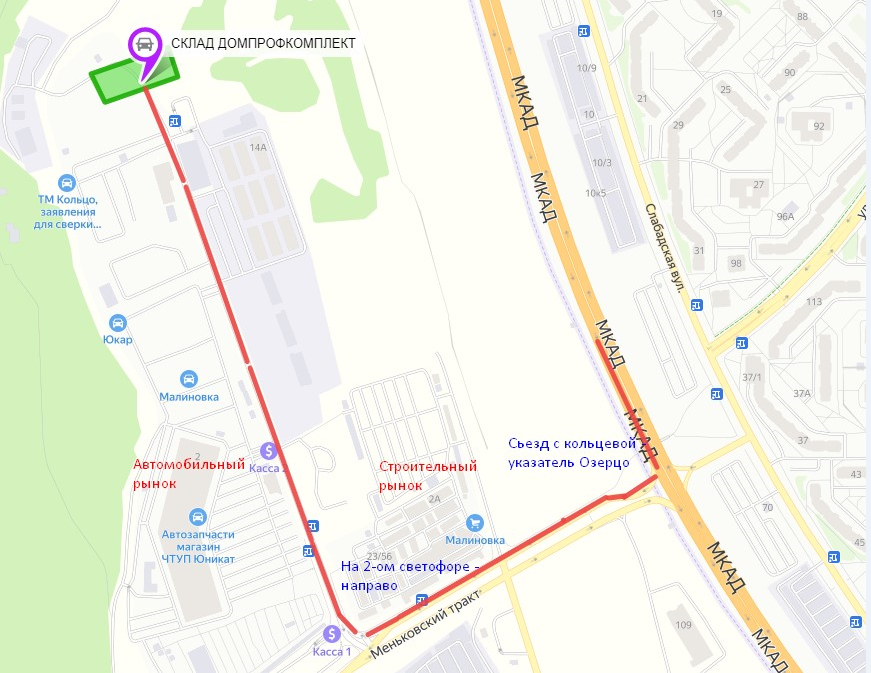 СКЛАД ДОМПРОФКОМПЛЕКТ
МКАД
10/9
90
25
21
29
92
10
14А
МКАД
10/3
27
ТМ Кольцо,
заявления
для сверки...
10к5
96А
Слабадская вул.
31
98
113
Юкар
МКАД
37/1
Малиновка
37А
МКАД
37
Съезд с кольцевой
указатель Озерцо
2
Автомобильный
рынок
Касса 2
Строительный
рынок
43
2А
70
Автозапчасти
магазин
ЧТУП Юникат
Малиновка
45
23/56
МКАД
На 2-ом светофоре -
направо
Меньковский тракт
109
Касса 1
МКАД